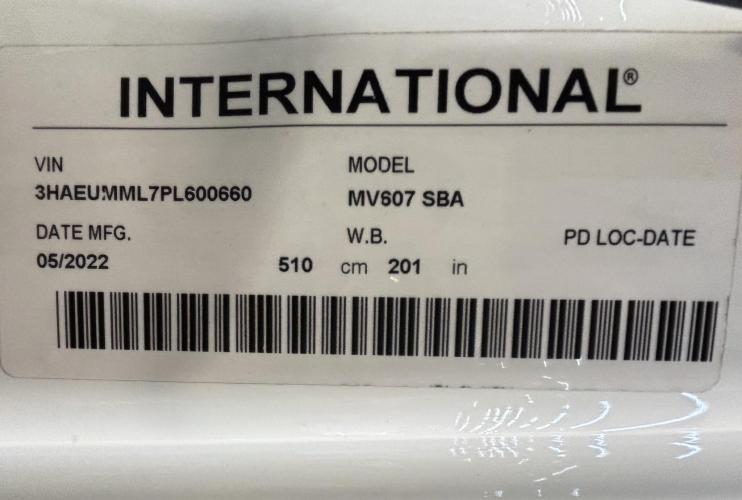 INTERNATIONAL®
VIN MODEL
3HAEUMML7PL600660 MV607 SBA
DATE MFG. W.B. PD LOC-DATE
05/2022 510 cm 201 in